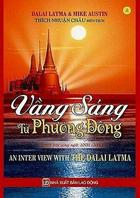 DALAI LATMA & MIKE AUSTIN
THÍCH NHUẬN CHÂU
Vầng Sáng
Từ Phương Đông
AN INTER VIEW WITH THE DALAI LATMA
NHÀ XUẤT BẢN LAO ĐỘNG